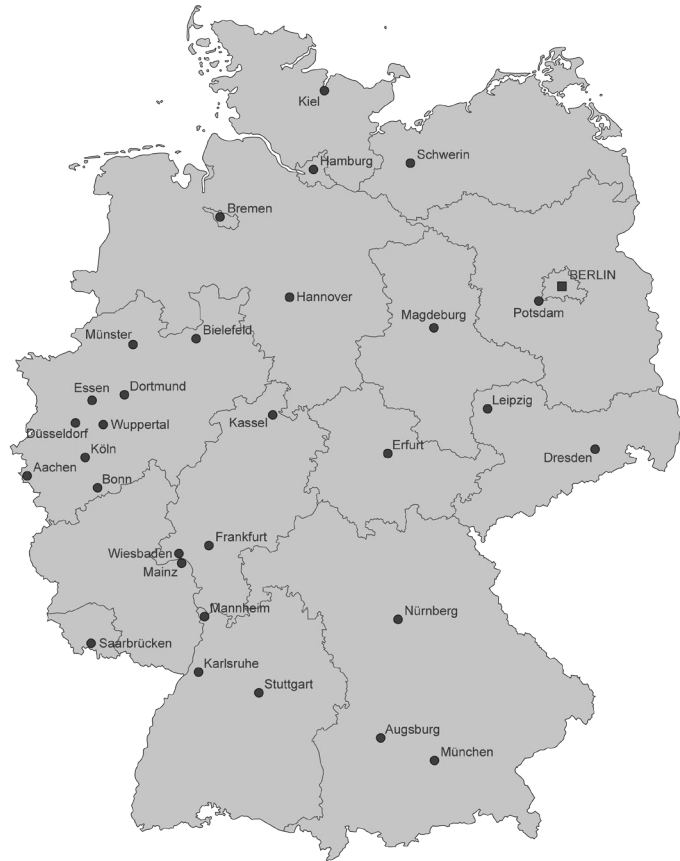 Kiel
Hamburg
Schwerin
Bremen
BERLIN
Hannover
Potsdam
Magdeburg
Bielefeld
Münster
Dortmund
Essen
Leipzig
Kassel
Wuppertal
Düsseldorf
Erfurt
Köln
Dresden
Aachen
Bonn
Frankfurt
Wiesbaden
Mainz
Mannheim
Nürnberg
Saarbrücken
Karlsruhe
Stuttgart
Augsburg
München